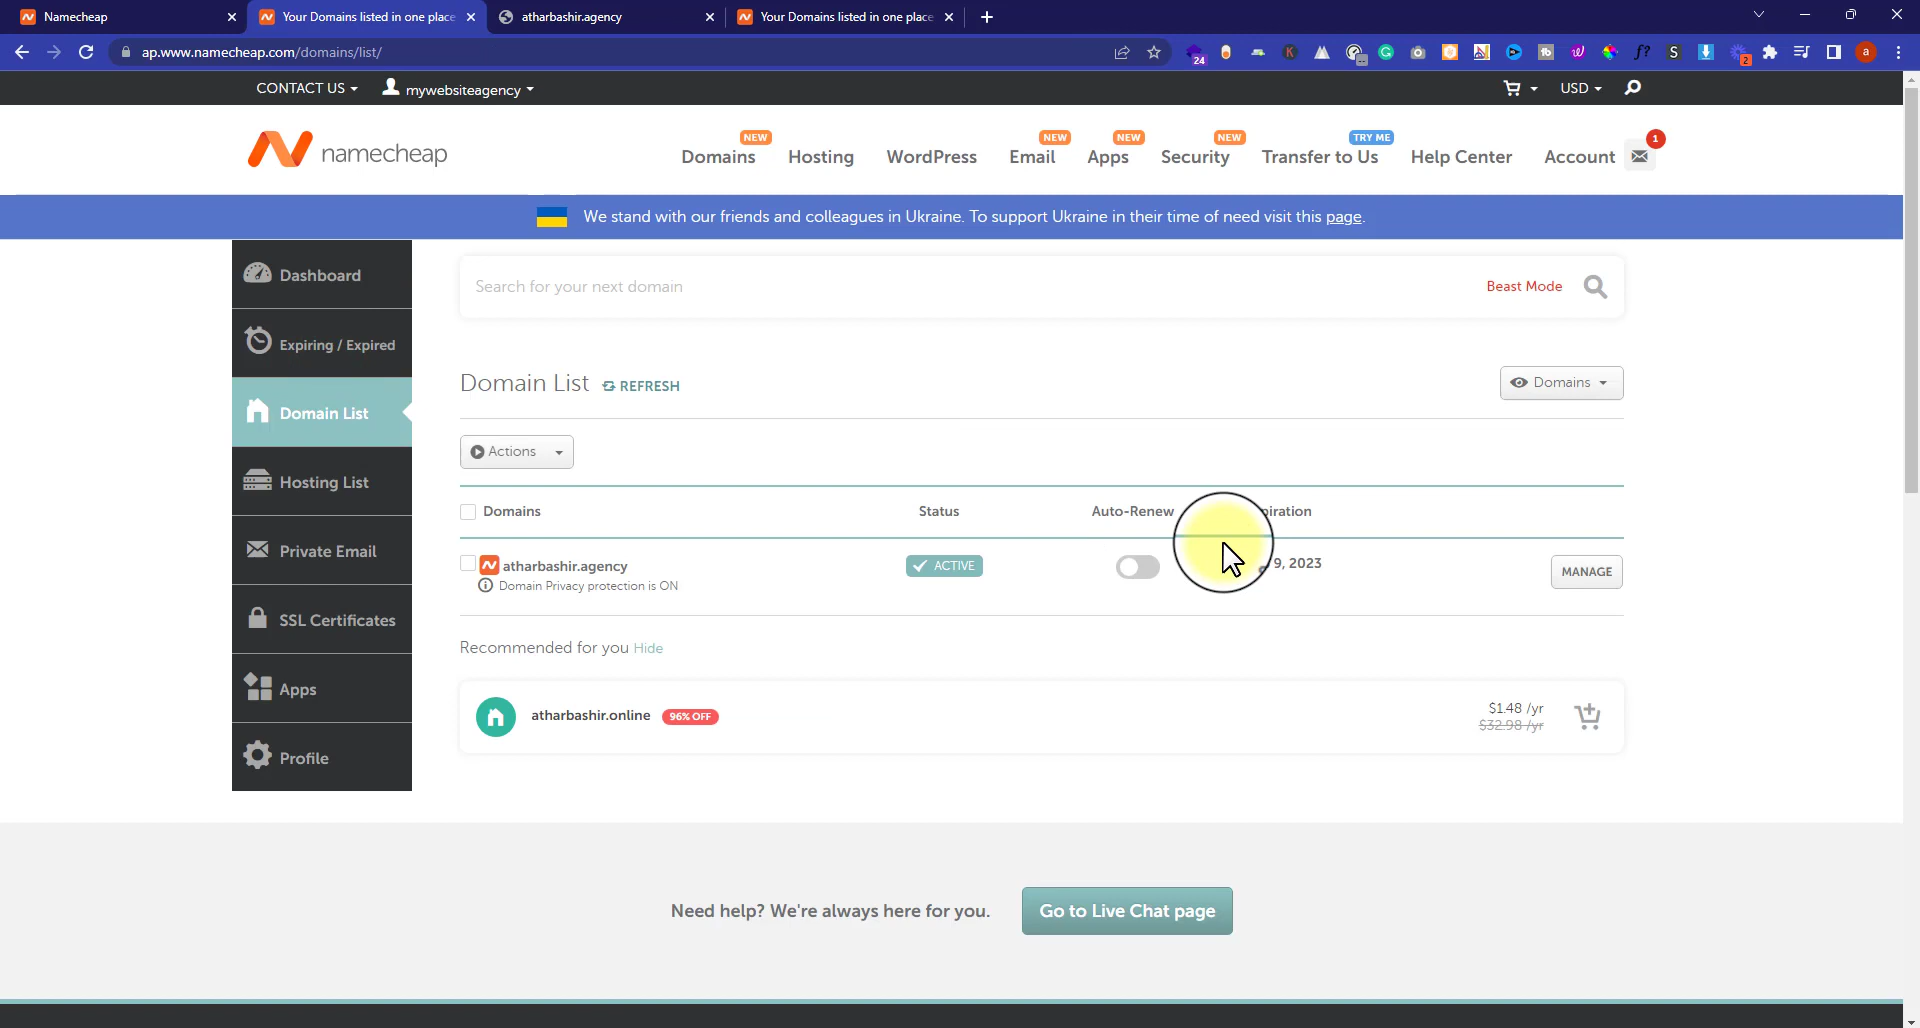 Namecheap
Your Domains listed in one place
atharbashir.agency
Your Domains listed in one place
ap.www.namecheap.com/domains/list/
24
2
a
CONTACT US
mywebsiteagency
USD
namecheap
NEW
NEW
NEW
NEW
TRY ME
1
Domains
Hosting
WordPress
Email
Apps
Security
Transfer to Us
Help Center
Account
We stand with our friends and colleagues in Ukraine. To support Ukraine in their time of need visit this page.
Dashboard
Expiring / Expired
Domain List
Hosting List
Private Email
SSL Certificates
Apps
Profile
Search for your next domain
Beast Mode
Domain List
REFRESH
Domains
Actions
Domains
Status
Auto-Renew
piration
atharbashir.agency
ACTIVE
9, 2023
MANAGE
Domain Privacy protection is ON
Recommended for you Hide
atharbashir.online
96% OFF
$1.48 /yr
$32.98 /yr
Need help? We're always here for you.
Go to Live Chat page